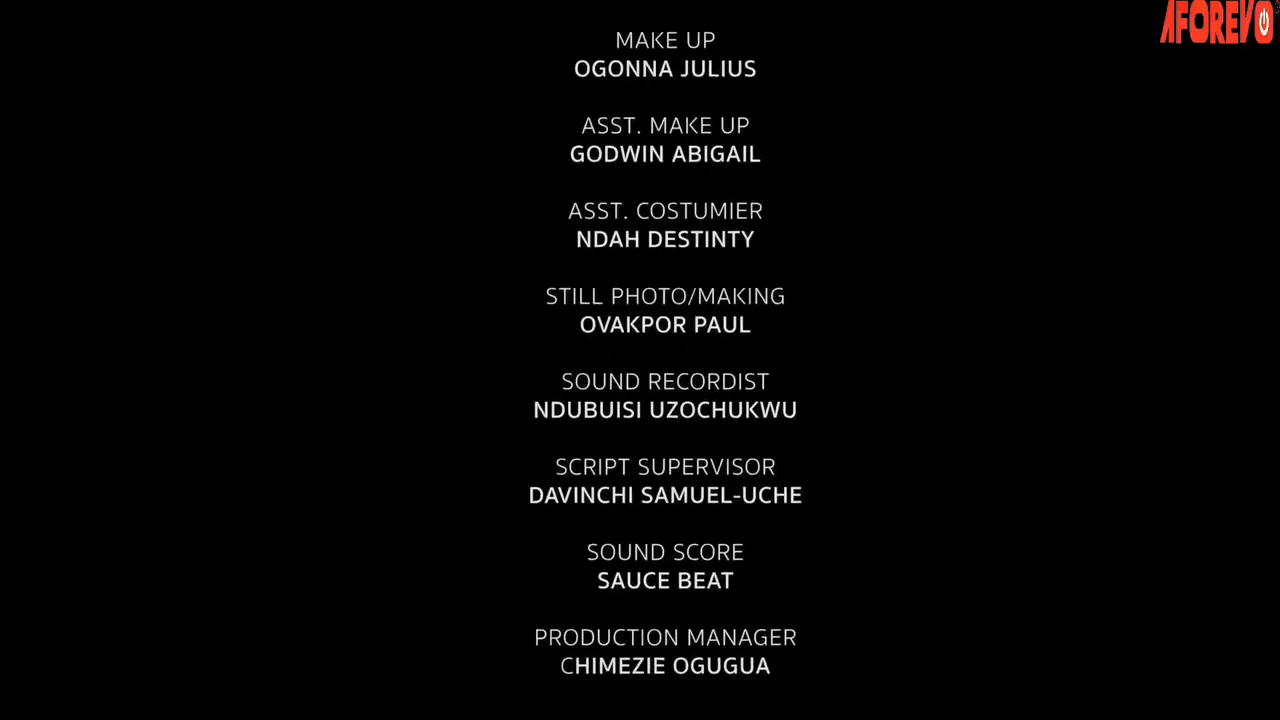 AFOREVO
MAKE UP
OGONNA JULIUS
ASST. MAKE UP
GODWIN ABIGAIL
ASST. COSTUMIER
NDAH DESTINTY
STILL PHOTO/MAKING
OVAKPOR PAUL
SOUND RECORDIST
NDUBUISI UZOCHUKWU
SCRIPT SUPERVISOR
DAVINCHI SAMUEL-UCHE
SOUND SCORE
SAUCE BEAT
PRODUCTION MANAGER
CHIMEZIE OGUGUA